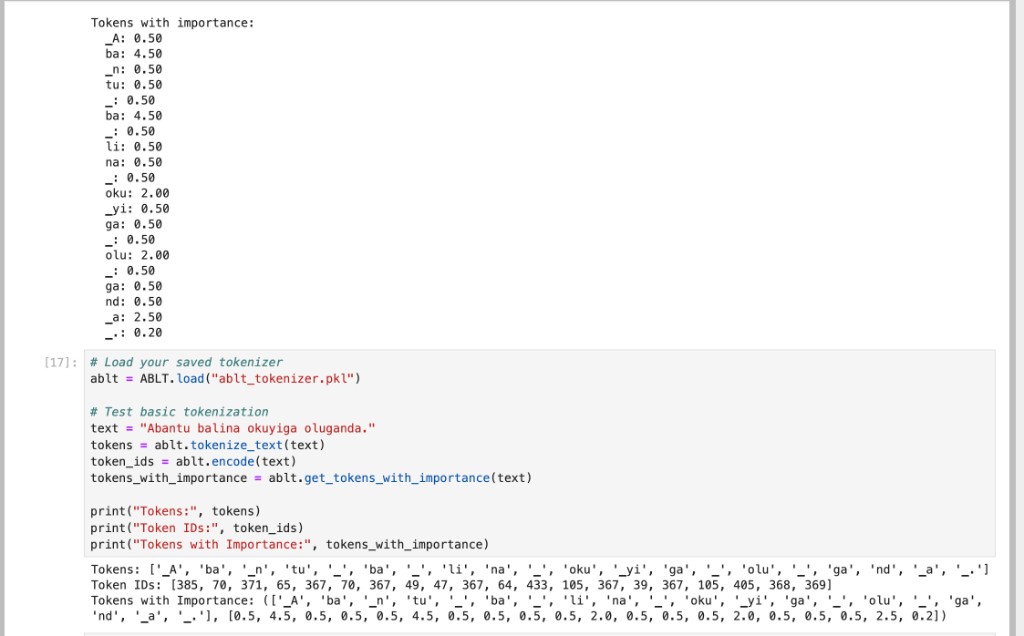 Tokens with importance:
_A: 0.50
ba: 4.50
_n: 0.50
tu: 0.50
_: 0.50
ba: 4.50
_: 0.50
li: 0.50
na: 0.50
_: 0.50
oku: 2.00
_yi: 0.50
ga: 0.50
_: 0.50
olu: 2.00
_: 0.50
ga: 0.50
nd: 0.50
_a: 2.50
_.: 0.20
[17]: # Load your saved tokenizer
ablt = ABLT.load("ablt_tokenizer.pkl")
# Test basic tokenization
text = "Abantu balina okuyiga oluganda."
tokens = ablt.tokenize_text(text)
token_ids = ablt.encode(text)
tokens_with_importance = ablt.get_tokens_with_importance(text)
print("Tokens:", tokens)
print("Token IDs:", token_ids)
print("Tokens with Importance:", tokens_with_importance)
Tokens: ['_A', 'ba', '_n', 'tu', '_', 'ba', '_', 'li', 'na', '_', 'oku', '_yi', 'ga', '_', 'olu', '_', 'ga', 'nd', '_a', '_.']
Token IDs: [385, 70, 371, 65, 367, 70, 367, 49, 47, 367, 64, 433, 105, 367, 39, 367, 105, 405, 368, 369]
Tokens with Importance: (['_A', 'ba', '_n', 'tu', '_', 'ba', '_', 'li', 'na', '_', 'oku', '_yi', 'ga', '_', 'olu', '_', 'ga',
'nd', '_a', '_.'], [0.5, 4.5, 0.5, 0.5, 0.5, 4.5, 0.5, 0.5, 0.5, 0.5, 2.0, 0.5, 0.5, 0.5, 2.0, 0.5, 0.5, 0.5, 2.5, 0.2])